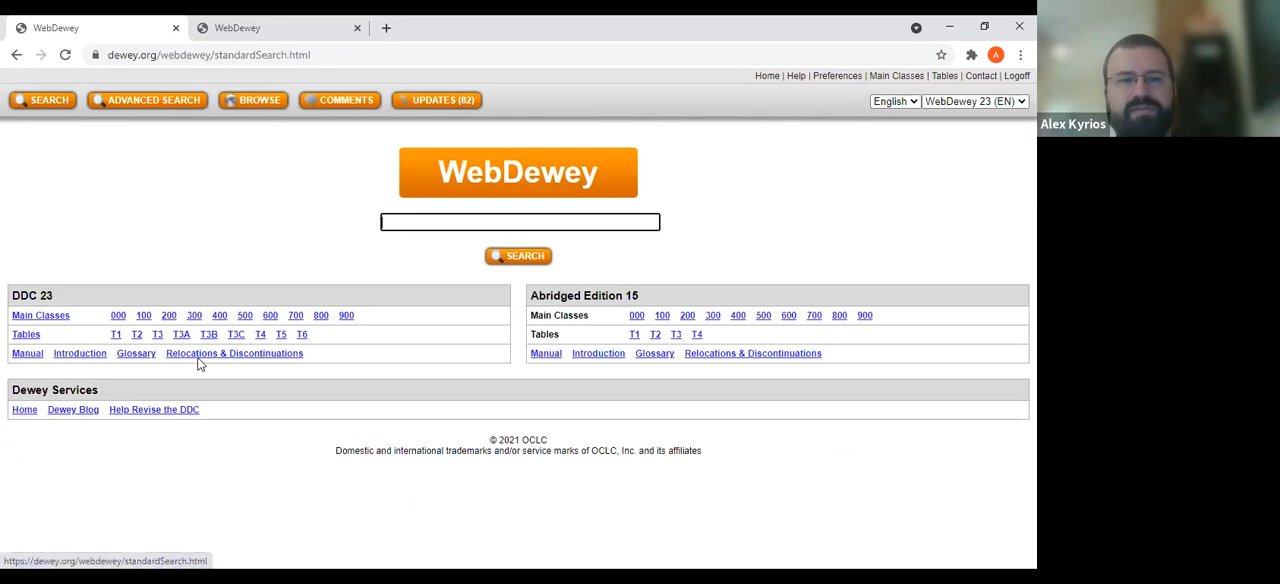 WebDewey WebDewey
dewey.org/webdewey/standardSearch.html A
Home | Help | Preferences | Main Classes | Tables | Contact | Logoff
SEARCH ADVANCED SEARCH BROWSE COMMENTS UPDATES (82) English WebDewey 23 (EN)
Alex Kyrios
WebDewey
SEARCH
DDC 23
Main Classes 000 100 200 300 400 500 600 700 800 900
Tables T1 T2 T3 T3A T3B T3C T4 T5 T6
Manual Introduction Glossary Relocations & Discontinuations
Abridged Edition 15
Main Classes 000 100 200 300 400 500 600 700 800 900
Tables T1 T2 T3 T4
Manual Introduction Glossary Relocations & Discontinuations
Dewey Services
Home Dewey Blog Help Revise the DDC
© 2021 OCLC
Domestic and international trademarks and/or service marks of OCLC, Inc. and its affiliates
https://dewey.org/webdewey/standardSearch.html